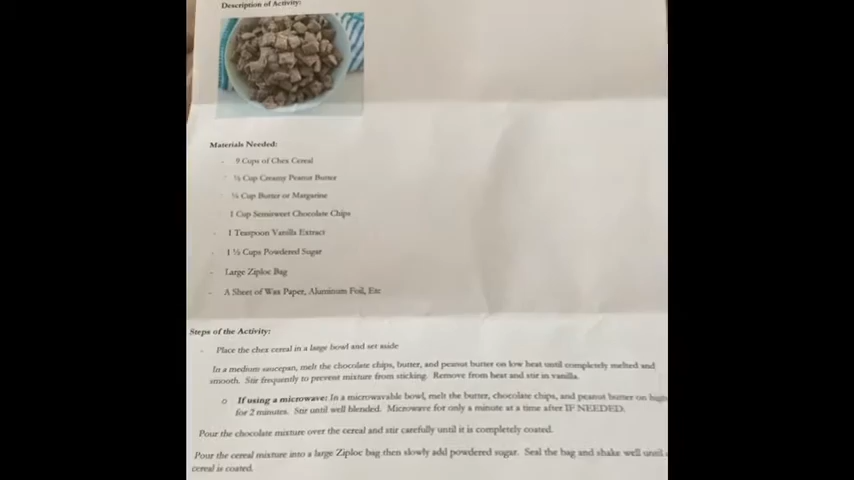 Description of Activity:
Materials Needed:
- 9 Cups of Chex Cereal
- ½ Cup Creamy Peanut Butter
- ¼ Cup Butter or Margarine
1 Cup Semisweet Chocolate Chips
- 1 Teaspoon Vanilla Extract
- 1 ½ Cups Powdered Sugar
- Large Ziploc Bag
- A Sheet of Wax Paper, Aluminum Foil, Etc
Steps of the Activity:
- Place the chex cereal in a large bowl and set aside
In a medium saucepan, melt the chocolate chips, butter, and peanut butter on low heat until completely melted and
smooth. Stir frequently to prevent mixture from sticking. Remove from heat and stir in vanilla.
o If using a microwave: In a microwavable bowl, melt the butter, chocolate chips, and peanut butter on high
for 2 minutes. Stir until well blended. Microwave for only a minute at a time after IF NEEDED.
Pour the chocolate mixture over the cereal and stir carefully until it is completely coated.
Pour the cereal mixture into a large Ziploc bag then slowly add powdered sugar. Seal the bag and shake well until
cereal is coated.